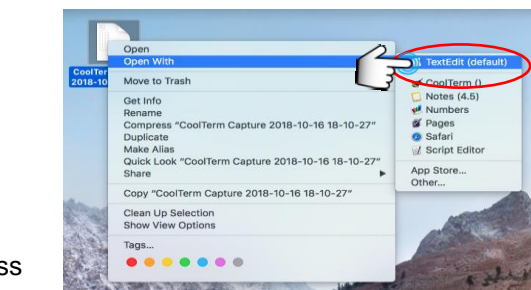 CoolTer
2018-10
Open
Open With
Move to Trash
Get Info
Rename
Compress “CoolTerm Capture 2018-10-16 18-10-27”
Duplicate
Make Alias
Quick Look “CoolTerm Capture 2018-10-16 18-10-27”
Share
Copy “CoolTerm Capture 2018-10-16 18-10-27”
Clean Up Selection
Show View Options
Tags...
TextEdit (default)
CoolTerm ()
Notes (4.5)
Numbers
Pages
Safari
Script Editor
App Store...
Other...
ss